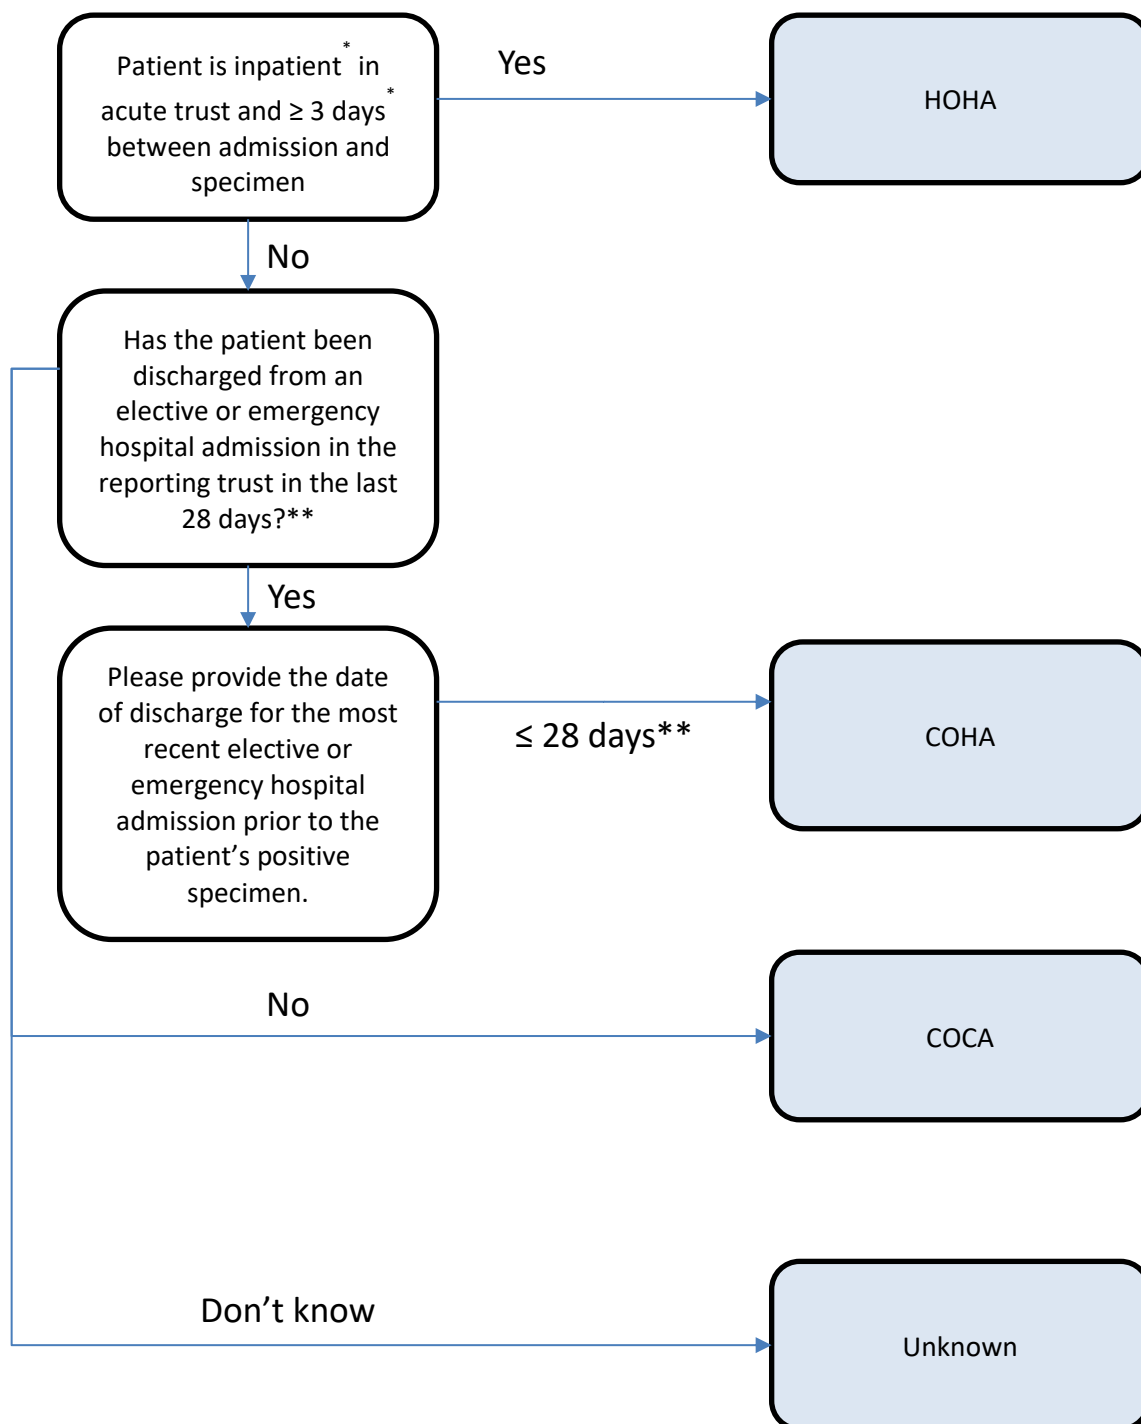 Patient is inpatient* in
acute trust and ≥ 3 days*
between admission and
specimen
Yes
HOHA
No
Has the patient been
discharged from an
elective or emergency
hospital admission in the
reporting trust in the last
28 days?**
Yes
Please provide the date
of discharge for the most
recent elective or
emergency hospital
admission prior to the
patient’s positive
specimen.
≤ 28 days**
COHA
No
COCA
Don’t know
Unknown